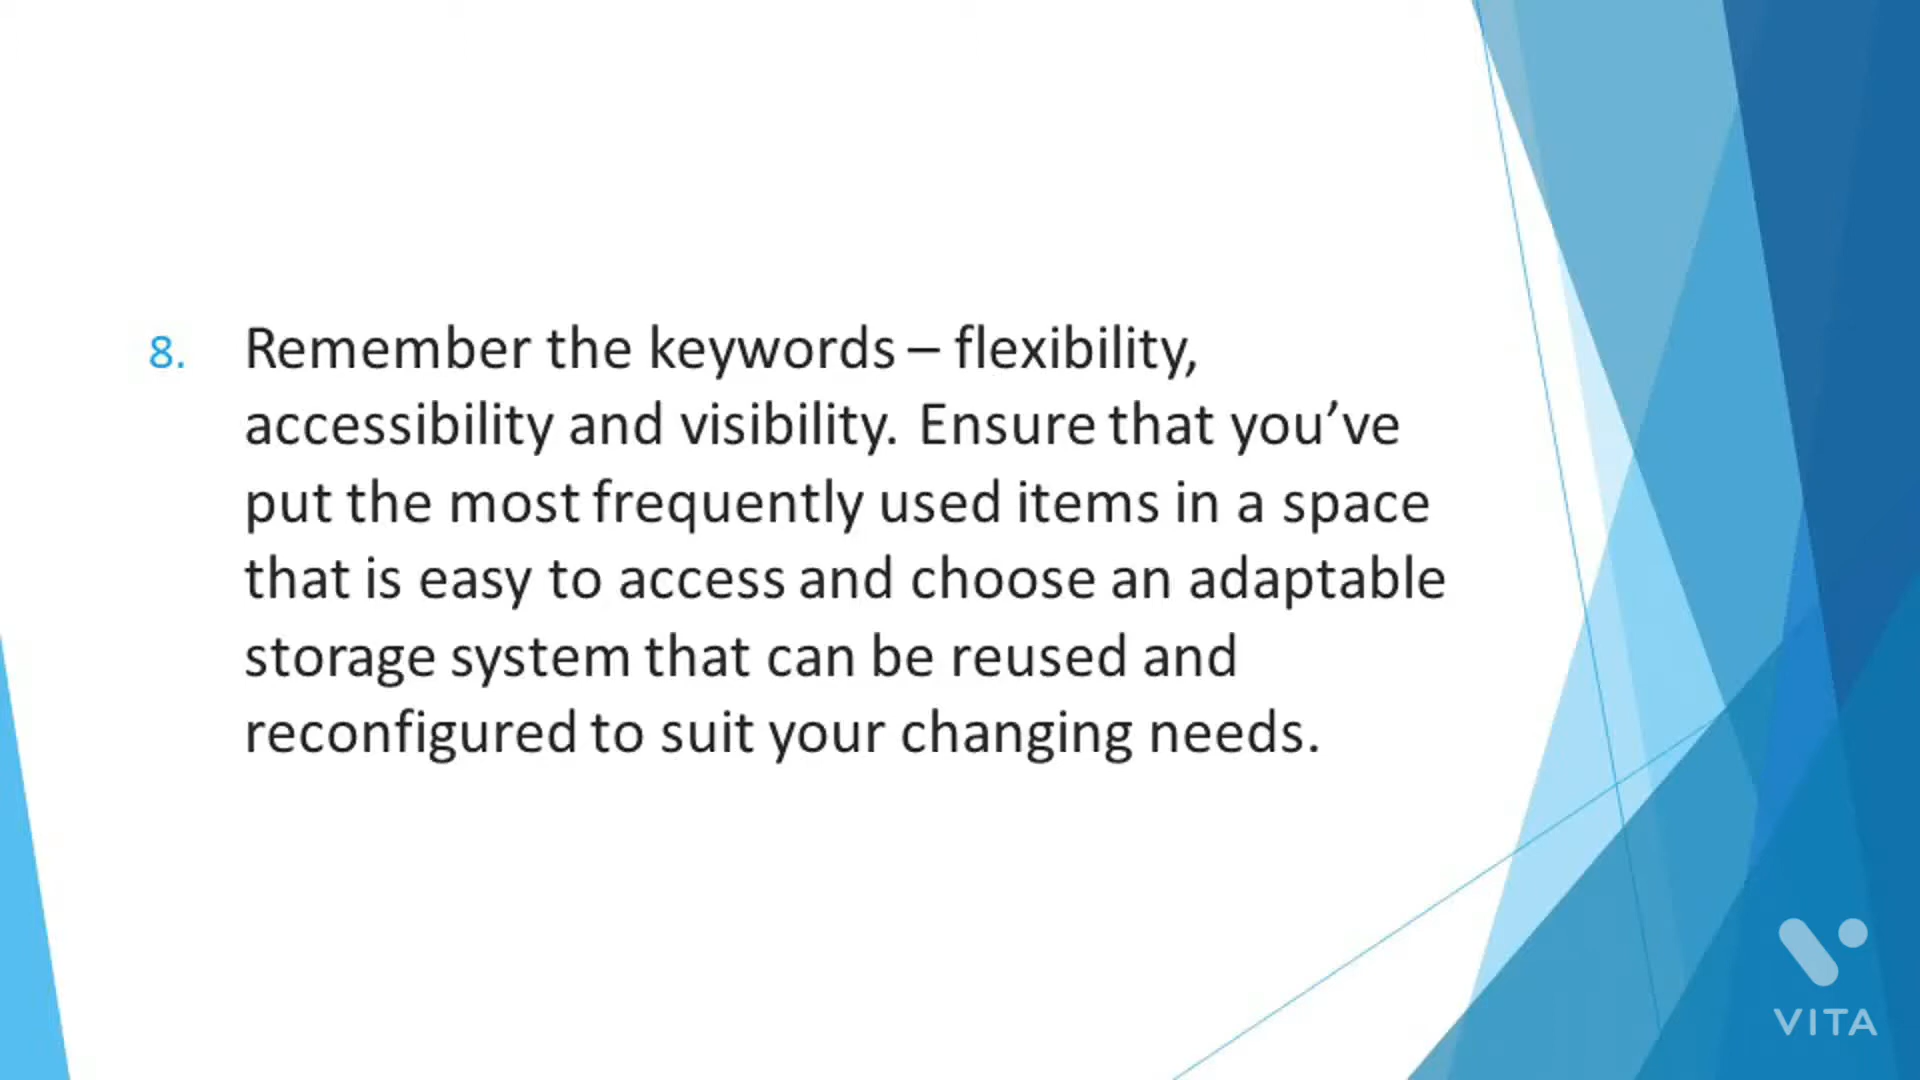 8. Remember the keywords – flexibility,
accessibility and visibility. Ensure that you’ve
put the most frequently used items in a space
that is easy to access and choose an adaptable
storage system that can be reused and
reconfigured to suit your changing needs.
VITA